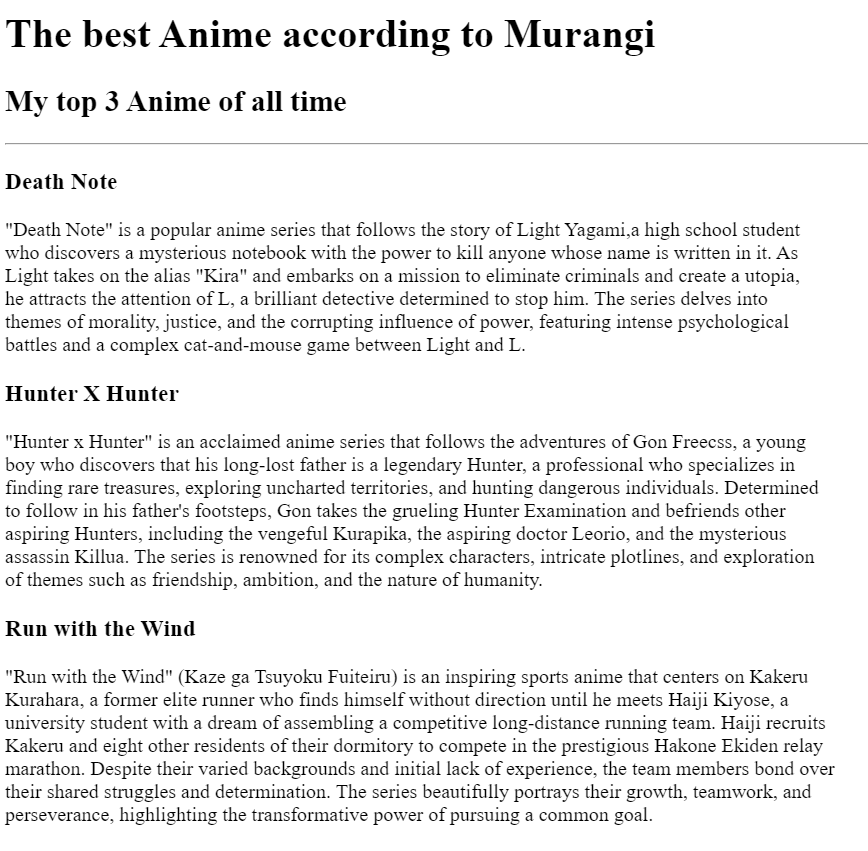 The best Anime according to Murangi
My top 3 Anime of all time
Death Note
"Death Note" is a popular anime series that follows the story of Light Yagami,a high school student
who discovers a mysterious notebook with the power to kill anyone whose name is written in it. As
Light takes on the alias "Kira" and embarks on a mission to eliminate criminals and create a utopia,
he attracts the attention of L, a brilliant detective determined to stop him. The series delves into
themes of morality, justice, and the corrupting influence of power, featuring intense psychological
battles and a complex cat-and-mouse game between Light and L.
Hunter X Hunter
"Hunter x Hunter" is an acclaimed anime series that follows the adventures of Gon Freecss, a young
boy who discovers that his long-lost father is a legendary Hunter, a professional who specializes in
finding rare treasures, exploring uncharted territories, and hunting dangerous individuals. Determined
to follow in his father's footsteps, Gon takes the grueling Hunter Examination and befriends other
aspiring Hunters, including the vengeful Kurapika, the aspiring doctor Leorio, and the mysterious
assassin Killua. The series is renowned for its complex characters, intricate plotlines, and exploration
of themes such as friendship, ambition, and the nature of humanity.
Run with the Wind
"Run with the Wind" (Kaze ga Tsuyoku Fuiteiru) is an inspiring sports anime that centers on Kakeru
Kurahara, a former elite runner who finds himself without direction until he meets Haiji Kiyose, a
university student with a dream of assembling a competitive long-distance running team. Haiji recruits
Kakeru and eight other residents of their dormitory to compete in the prestigious Hakone Ekiden relay
marathon. Despite their varied backgrounds and initial lack of experience, the team members bond over
their shared struggles and determination. The series beautifully portrays their growth, teamwork, and
perseverance, highlighting the transformative power of pursuing a common goal.